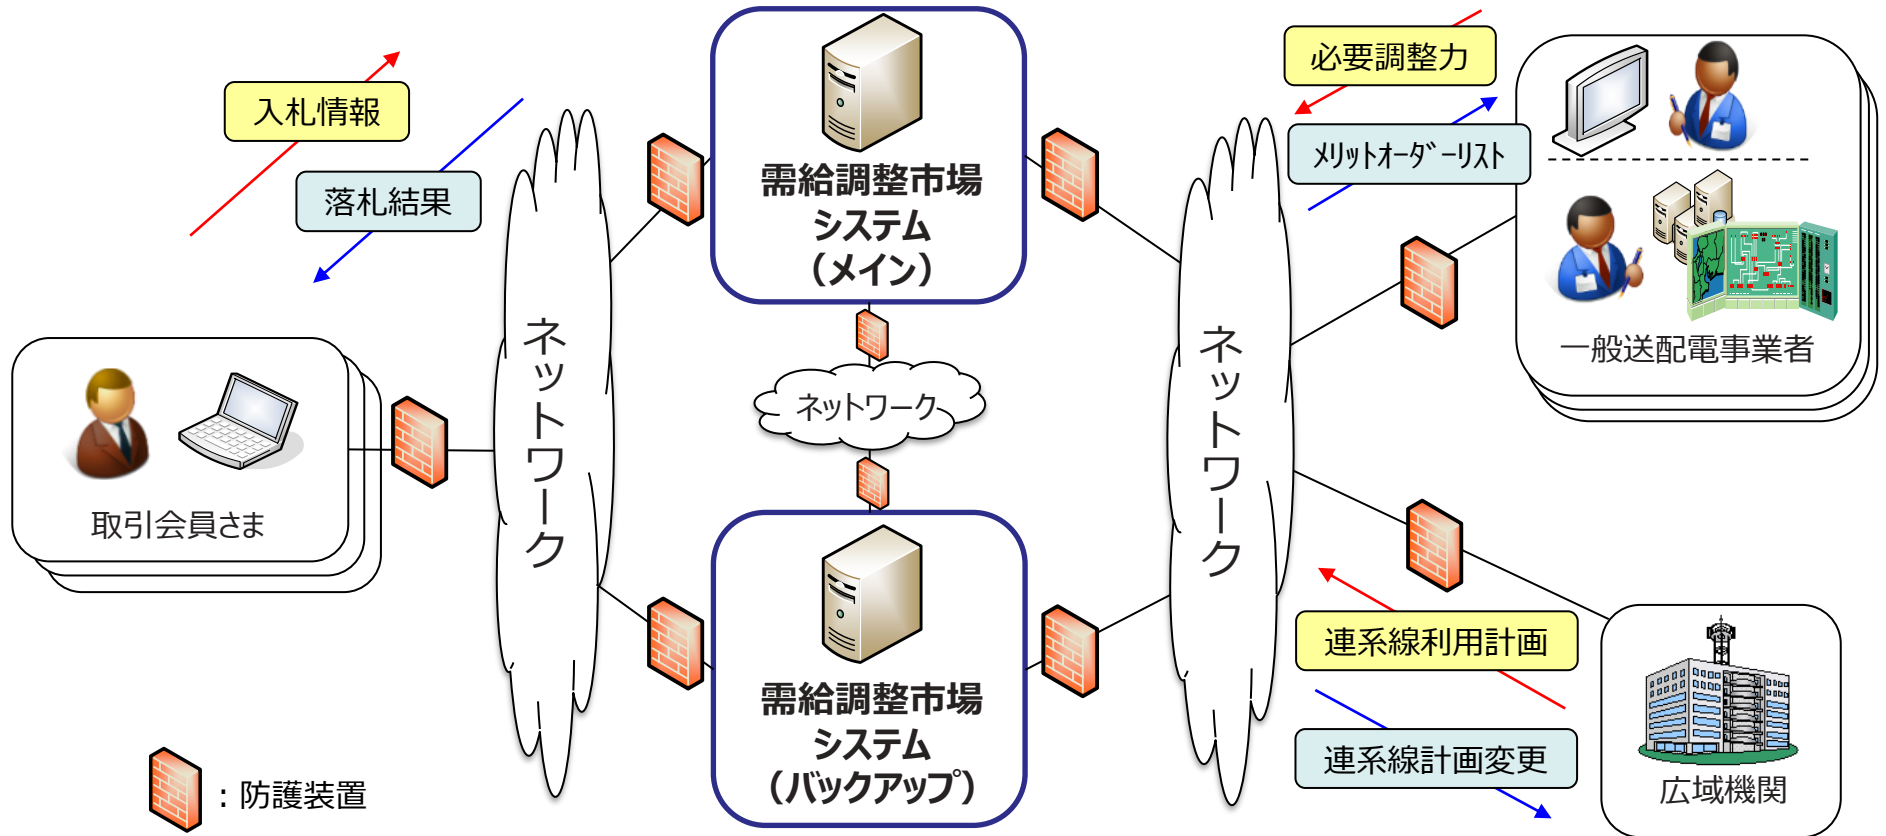 入札情報
落札結果
需給調整市場
システム
(メイン)
必要調整力
ﾒﾘｯﾄｵｰﾀﾞｰﾘｽﾄ
一般送配電事業者
ネットワーク
ネットワーク
ネットワーク
取引会員さま
需給調整市場
システム
(バックアップ)
連系線利用計画
連系線計画変更
広域機関
:防護装置